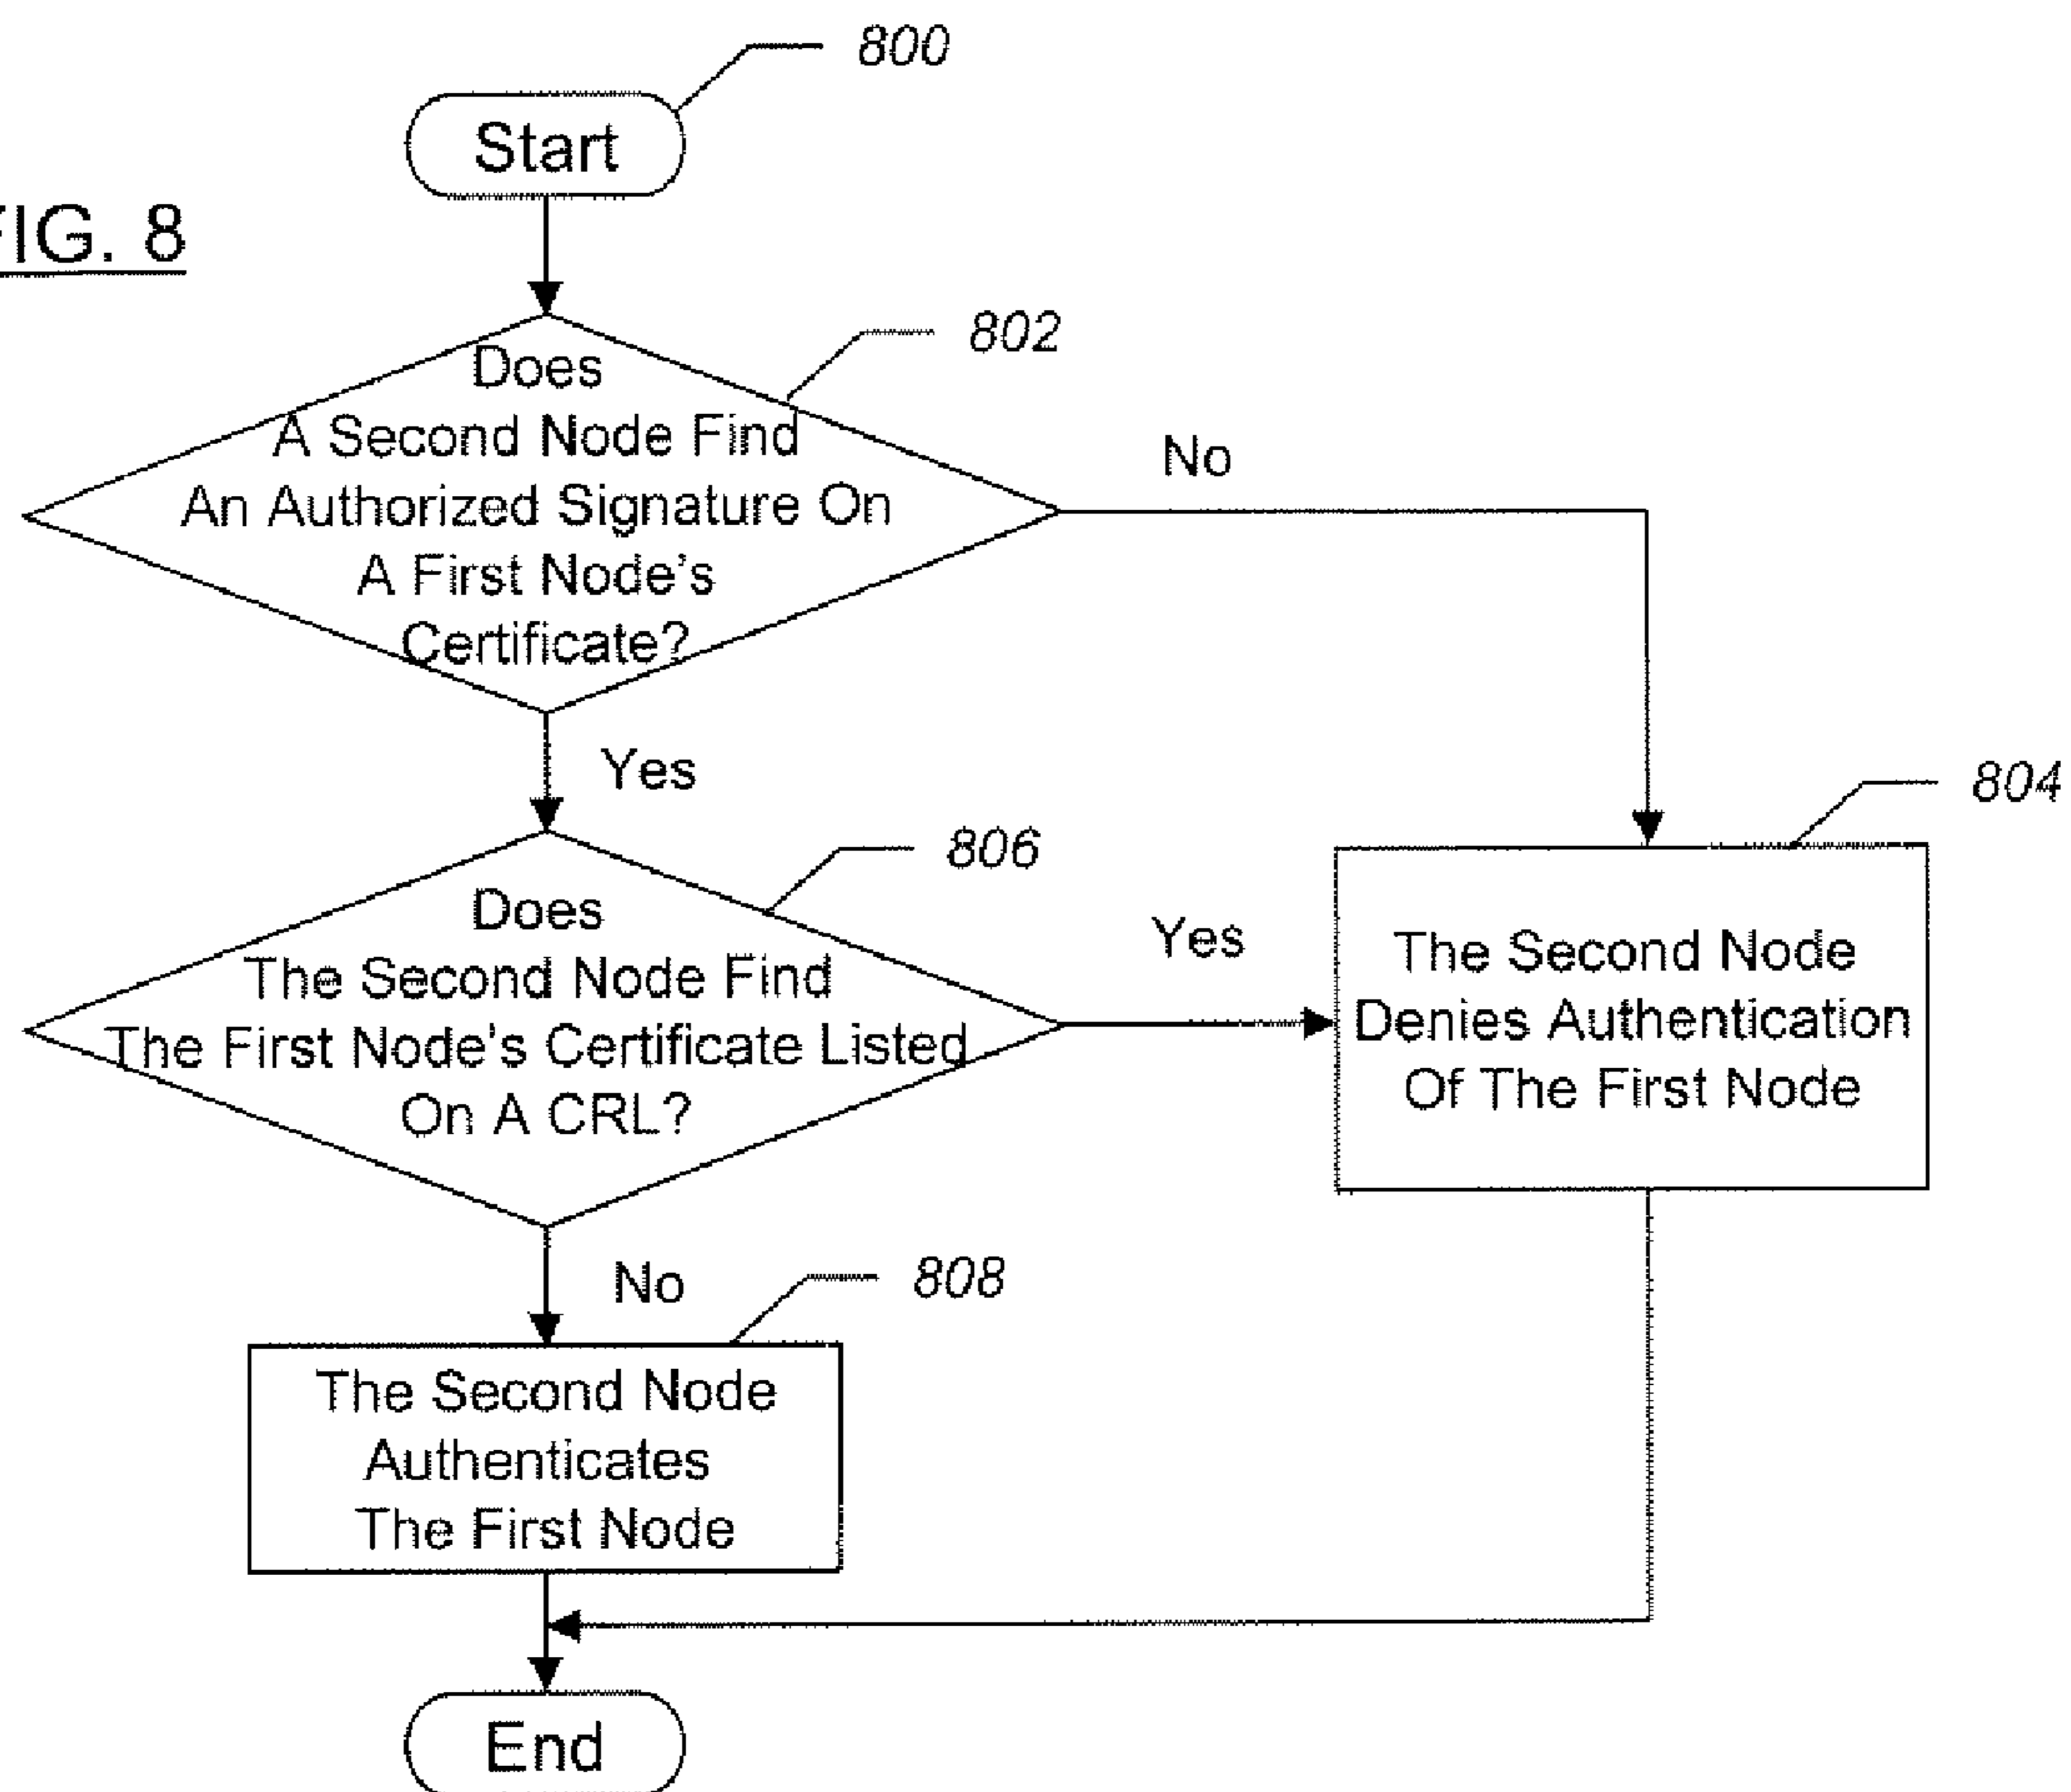 800
Start
FIG. 8
802
Does
A Second Node Find
An Authorized Signature On
A First Node's
Certificate?
No
Yes
804
806
Does
The Second Node Find
The First Node's Certificate Listed
On A CRL?
Yes
The Second Node
Denies Authentication
Of The First Node
No
808
The Second Node
Authenticates
The First Node
End